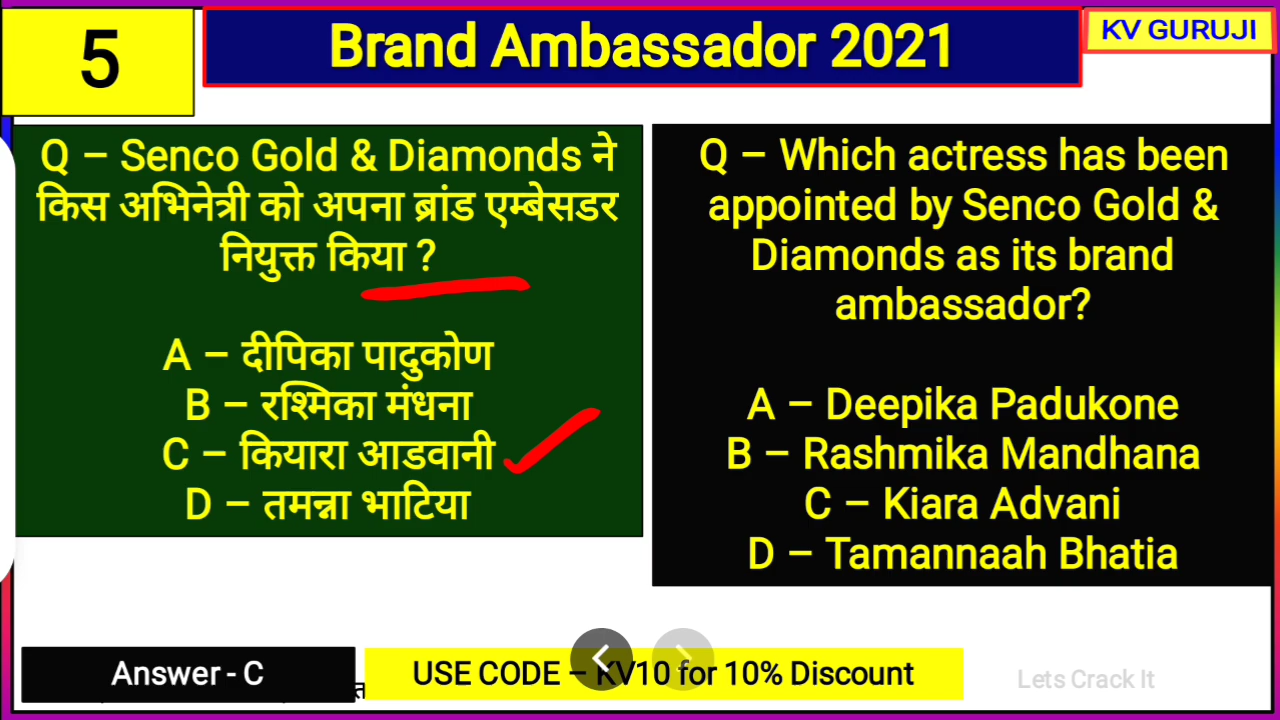 5
Brand Ambassador 2021
KV GURUJI
Q – Senco Gold & Diamonds ने
किस अभिनेत्री को अपना ब्रांड एम्बेसडर
नियुक्त किया ?
A – दीपिका पादुकोण
B – रश्मिका मंधना
C – कियारा आडवानी
D – तमन्ना भाटिया
Q – Which actress has been
appointed by Senco Gold &
Diamonds as its brand
ambassador?
A – Deepika Padukone
B – Rashmika Mandhana
C – Kiara Advani
D – Tamannaah Bhatia
Answer - C
USE CODE – KV10 for 10% Discount
Lets Crack It